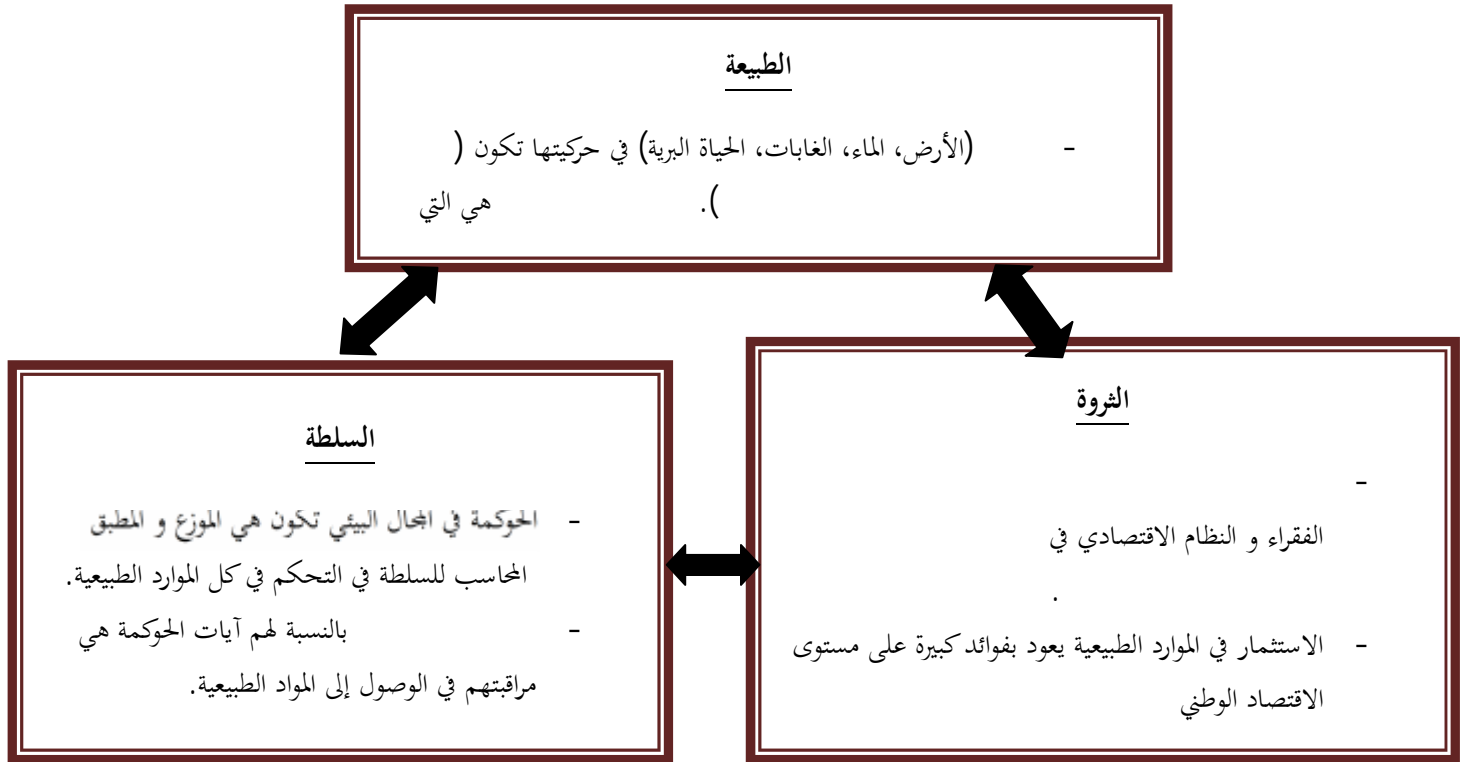 الطبيعة
- (الأرض، الماء، الغابات، الحياة البرية) في حركيتها تكون (
). هي التي
الثروة
-
الفقراء و النظام الاقتصادي في
.
- الاستثمار في الموارد الطبيعية يعود بفوائد كبيرة على مستوى
الاقتصاد الوطني
السلطة
- الحوكمة في المجال البيئي تكون هي الموزع و المطبق
المحاسب للسلطة في التحكم في كل الموارد الطبيعية.
- بالنسبة لهم آيات الحوكمة هي
مراقبتهم في الوصول إلى المواد الطبيعية.